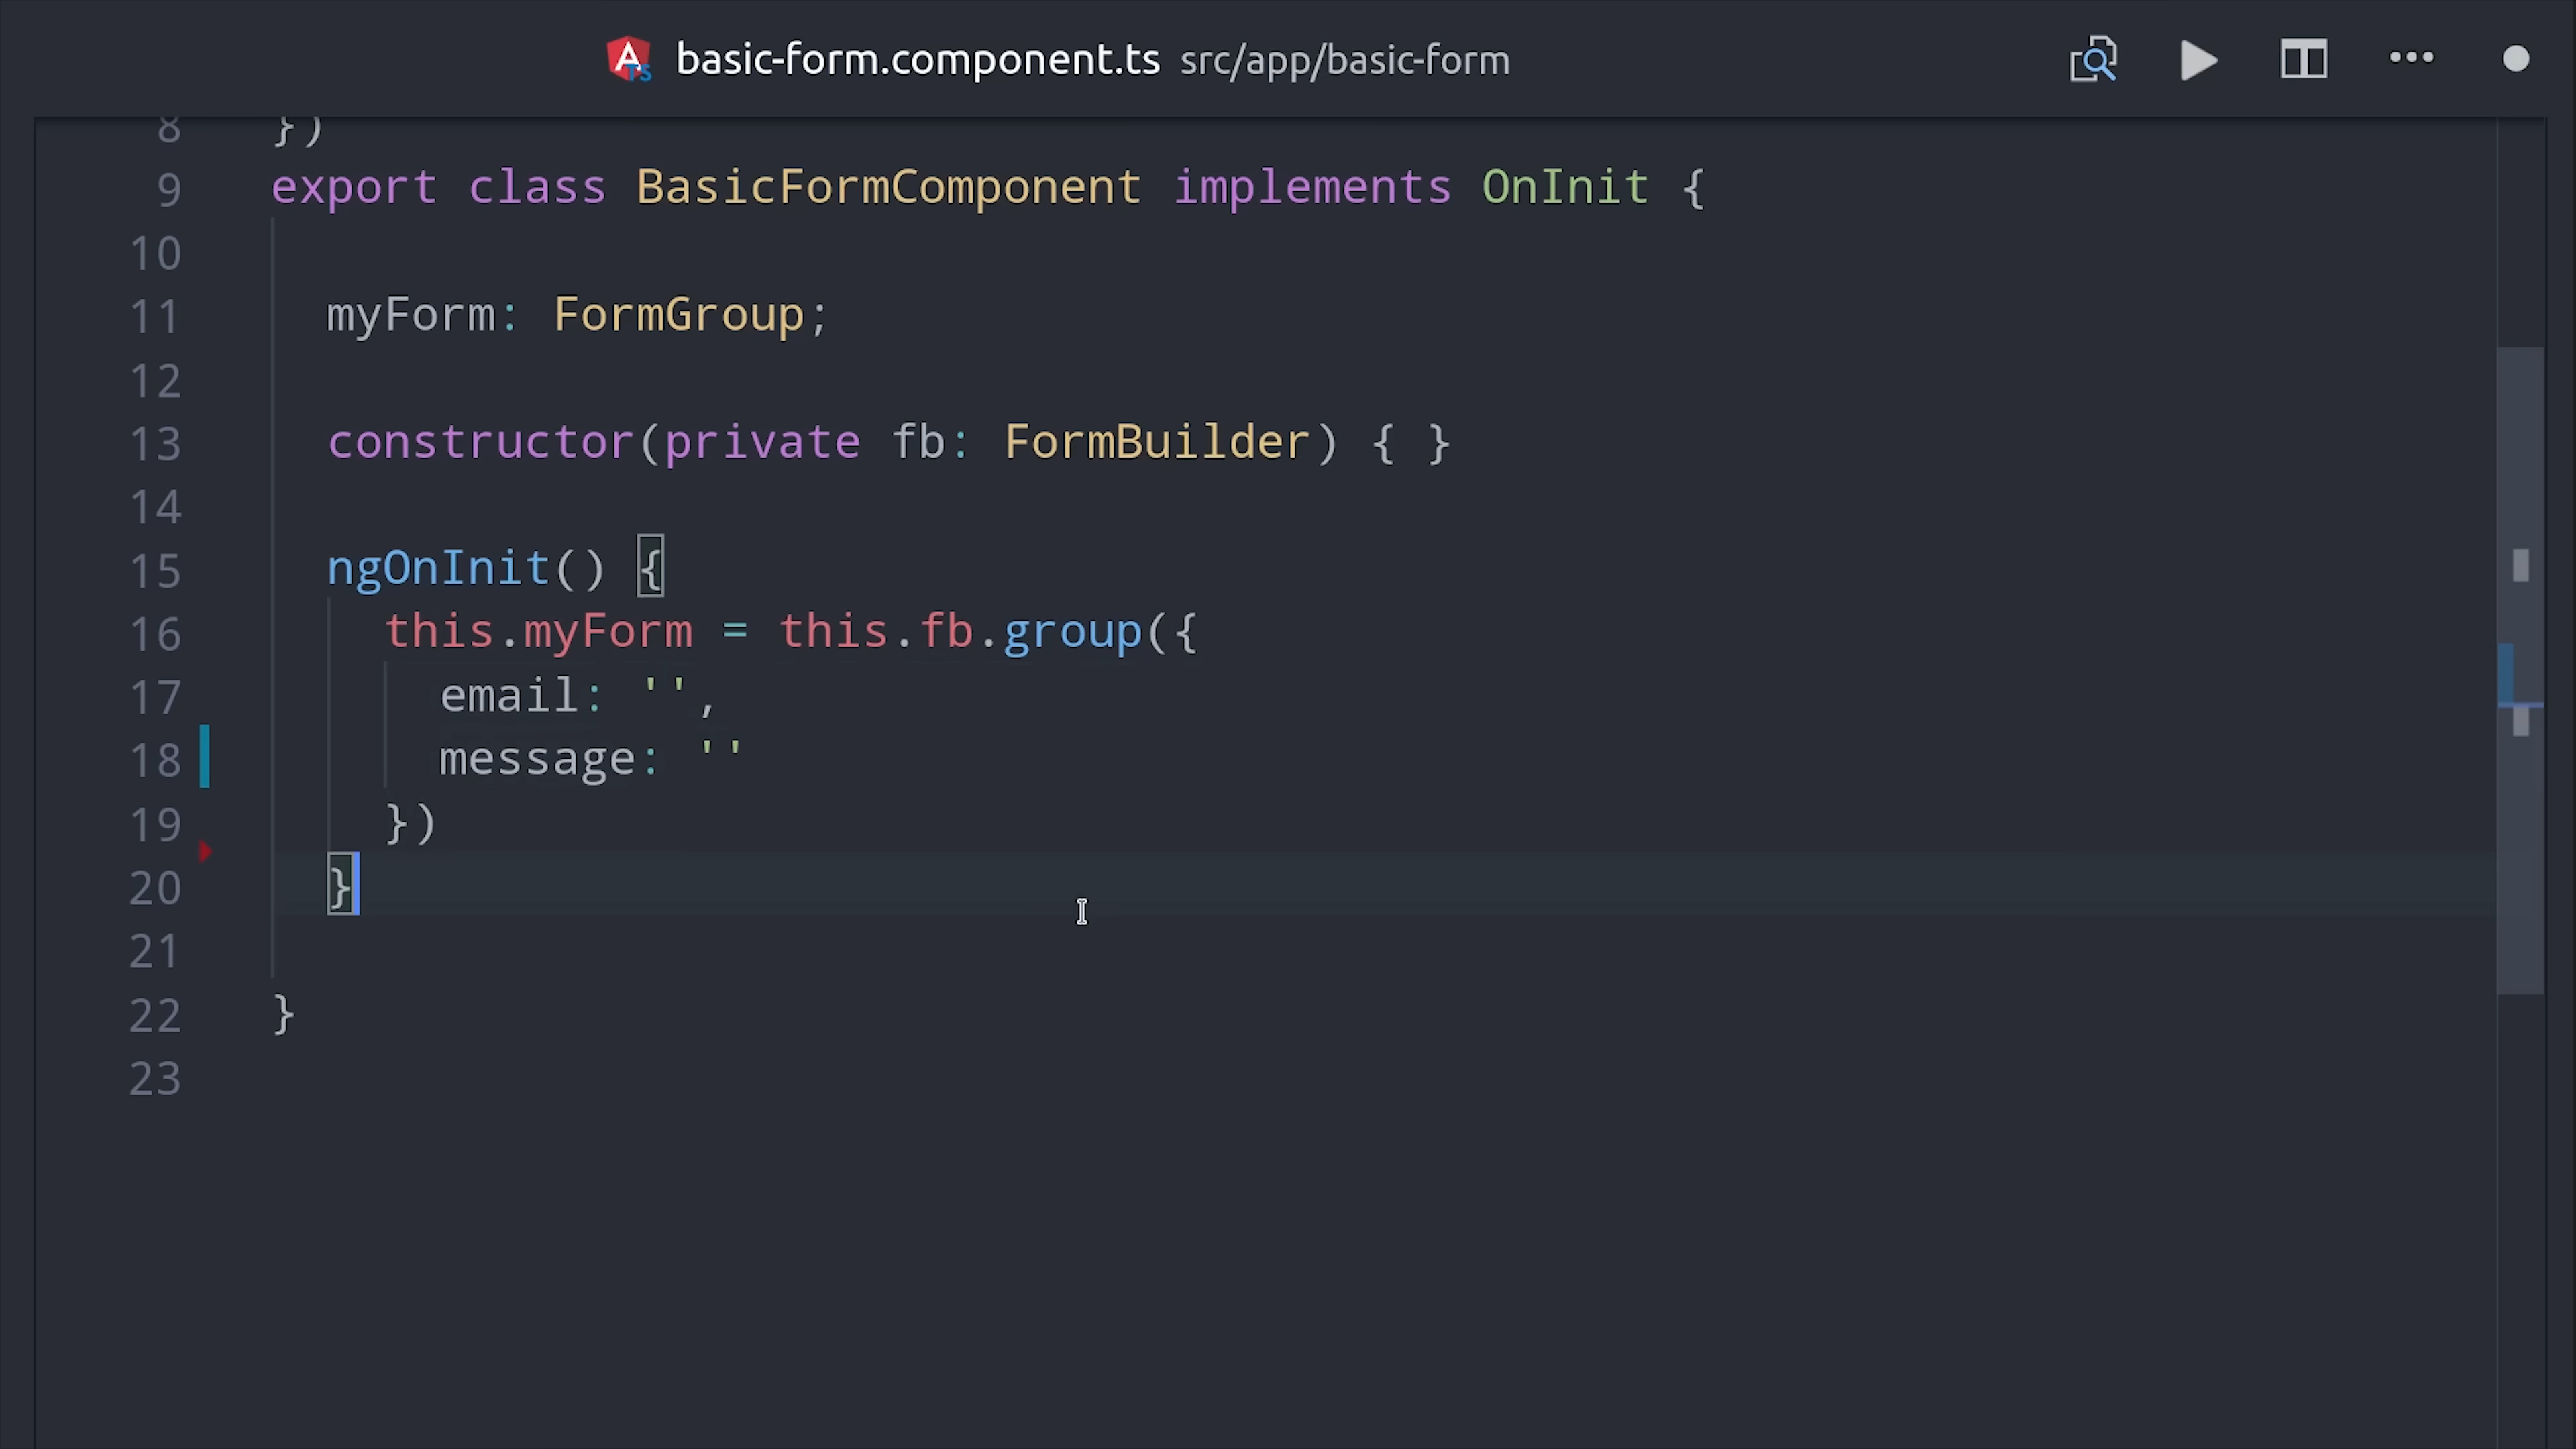 basic-form.component.ts src/app/basic-form
8 })
9 export class BasicFormComponent implements OnInit {
10
11 myForm: FormGroup;
12
13 constructor(private fb: FormBuilder) { }
14
15 ngOnInit() {
16 this.myForm = this.fb.group({
17 email: '',
18 message: ''
19 })
20 }
21
22 }
23